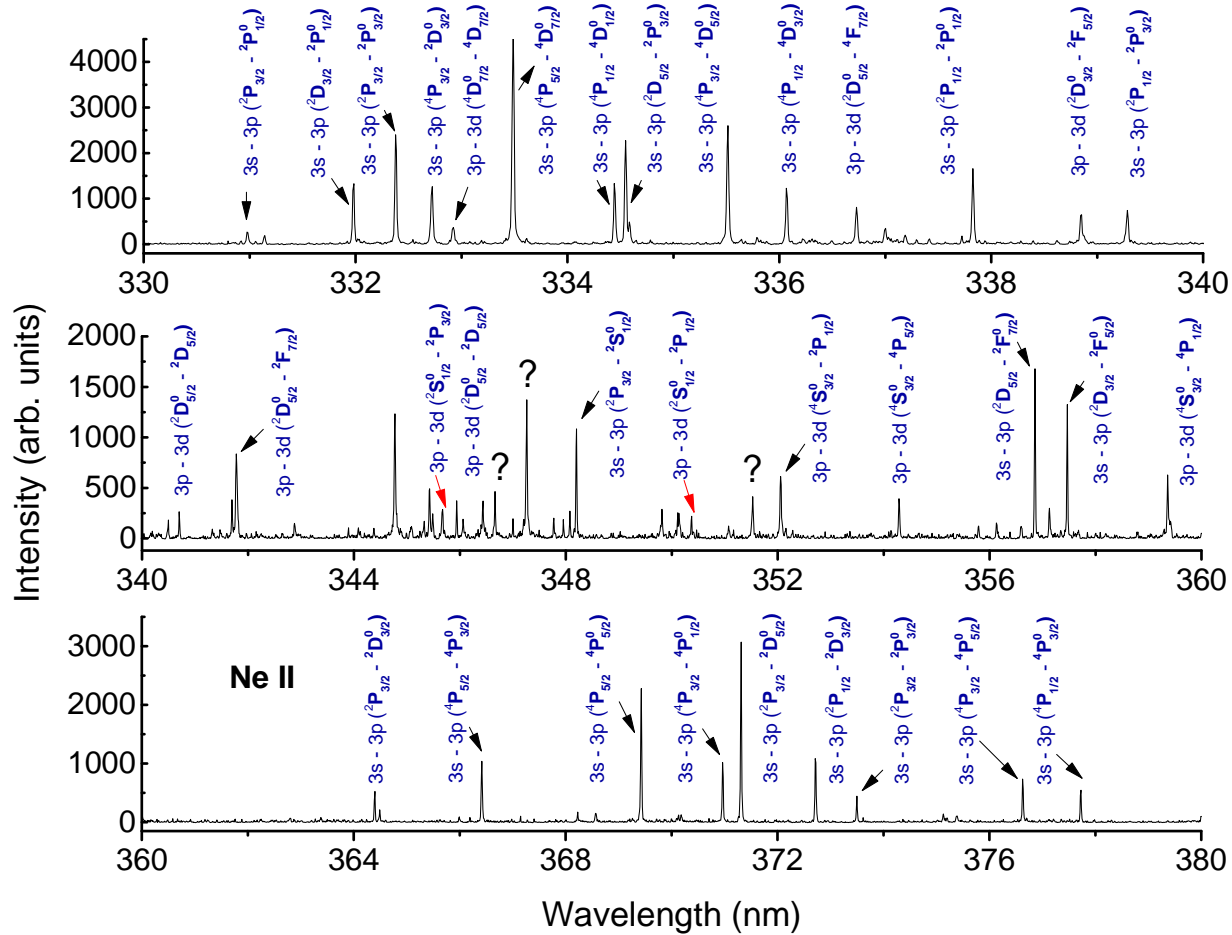 3s - 3p (²P₃/₂ - ²P⁰₁/₂)
3s - 3p (²D₃/₂ - ²P⁰₁/₂)
3s - 3p (²P₃/₂ - ²P⁰₃/₂)
3s - 3p (⁴P₃/₂ - ²D⁰₃/₂)
3p - 3d (⁴D⁰₇/₂ - ⁴D₇/₂)
3s - 3p (⁴P₅/₂ - ⁴D⁰₇/₂)
3s - 3p (⁴P₁/₂ - ⁴D⁰₁/₂)
3s - 3p (²D₅/₂ - ²P⁰₃/₂)
3s - 3p (⁴P₃/₂ - ⁴D⁰₅/₂)
3s - 3p (⁴P₁/₂ - ⁴D⁰₃/₂)
3p - 3d (²D⁰₅/₂ - ⁴F₇/₂)
3s - 3p (²P₁/₂ - ²P⁰₁/₂)
3p - 3d (²D⁰₃/₂ - ²F₅/₂)
3s - 3p (²P₁/₂ - ²P⁰₃/₂)
4000
3000
2000
1000
0
330 332 334 336 338 340
3p - 3d (²D⁰₅/₂ - ²D₅/₂)
3p - 3d (²D⁰₅/₂ - ²F₇/₂)
3p - 3d (²S⁰₁/₂ - ²P₃/₂)
3p - 3d (²D⁰₅/₂ - ²D₅/₂)
?
?
3s - 3p (²P₃/₂ - ²S⁰₁/₂)
3p - 3d (²S⁰₁/₂ - ²P₁/₂)
?
3p - 3d (⁴S⁰₃/₂ - ²P₁/₂)
3p - 3d (⁴S⁰₃/₂ - ⁴P₅/₂)
3s - 3p (²D₅/₂ - ²F⁰₇/₂)
3s - 3p (²D₃/₂ - ²F⁰₅/₂)
3p - 3d (⁴S⁰₃/₂ - ⁴P₁/₂)
2000
1500
1000
500
0
340 344 348 352 356 360
Intensity (arb. units)
Ne II
3s - 3p (²P₃/₂ - ²D⁰₃/₂)
3s - 3p (⁴P₅/₂ - ⁴P⁰₃/₂)
3s - 3p (⁴P₅/₂ - ⁴P⁰₅/₂)
3s - 3p (⁴P₃/₂ - ⁴P⁰₁/₂)
3s - 3p (²P₃/₂ - ²D⁰₅/₂)
3s - 3p (²P₁/₂ - ²D⁰₃/₂)
3s - 3p (²P₃/₂ - ²P⁰₃/₂)
3s - 3p (⁴P₃/₂ - ⁴P⁰₅/₂)
3s - 3p (⁴P₁/₂ - ⁴P⁰₃/₂)
3000
2000
1000
0
360 364 368 372 376 380
Wavelength (nm)